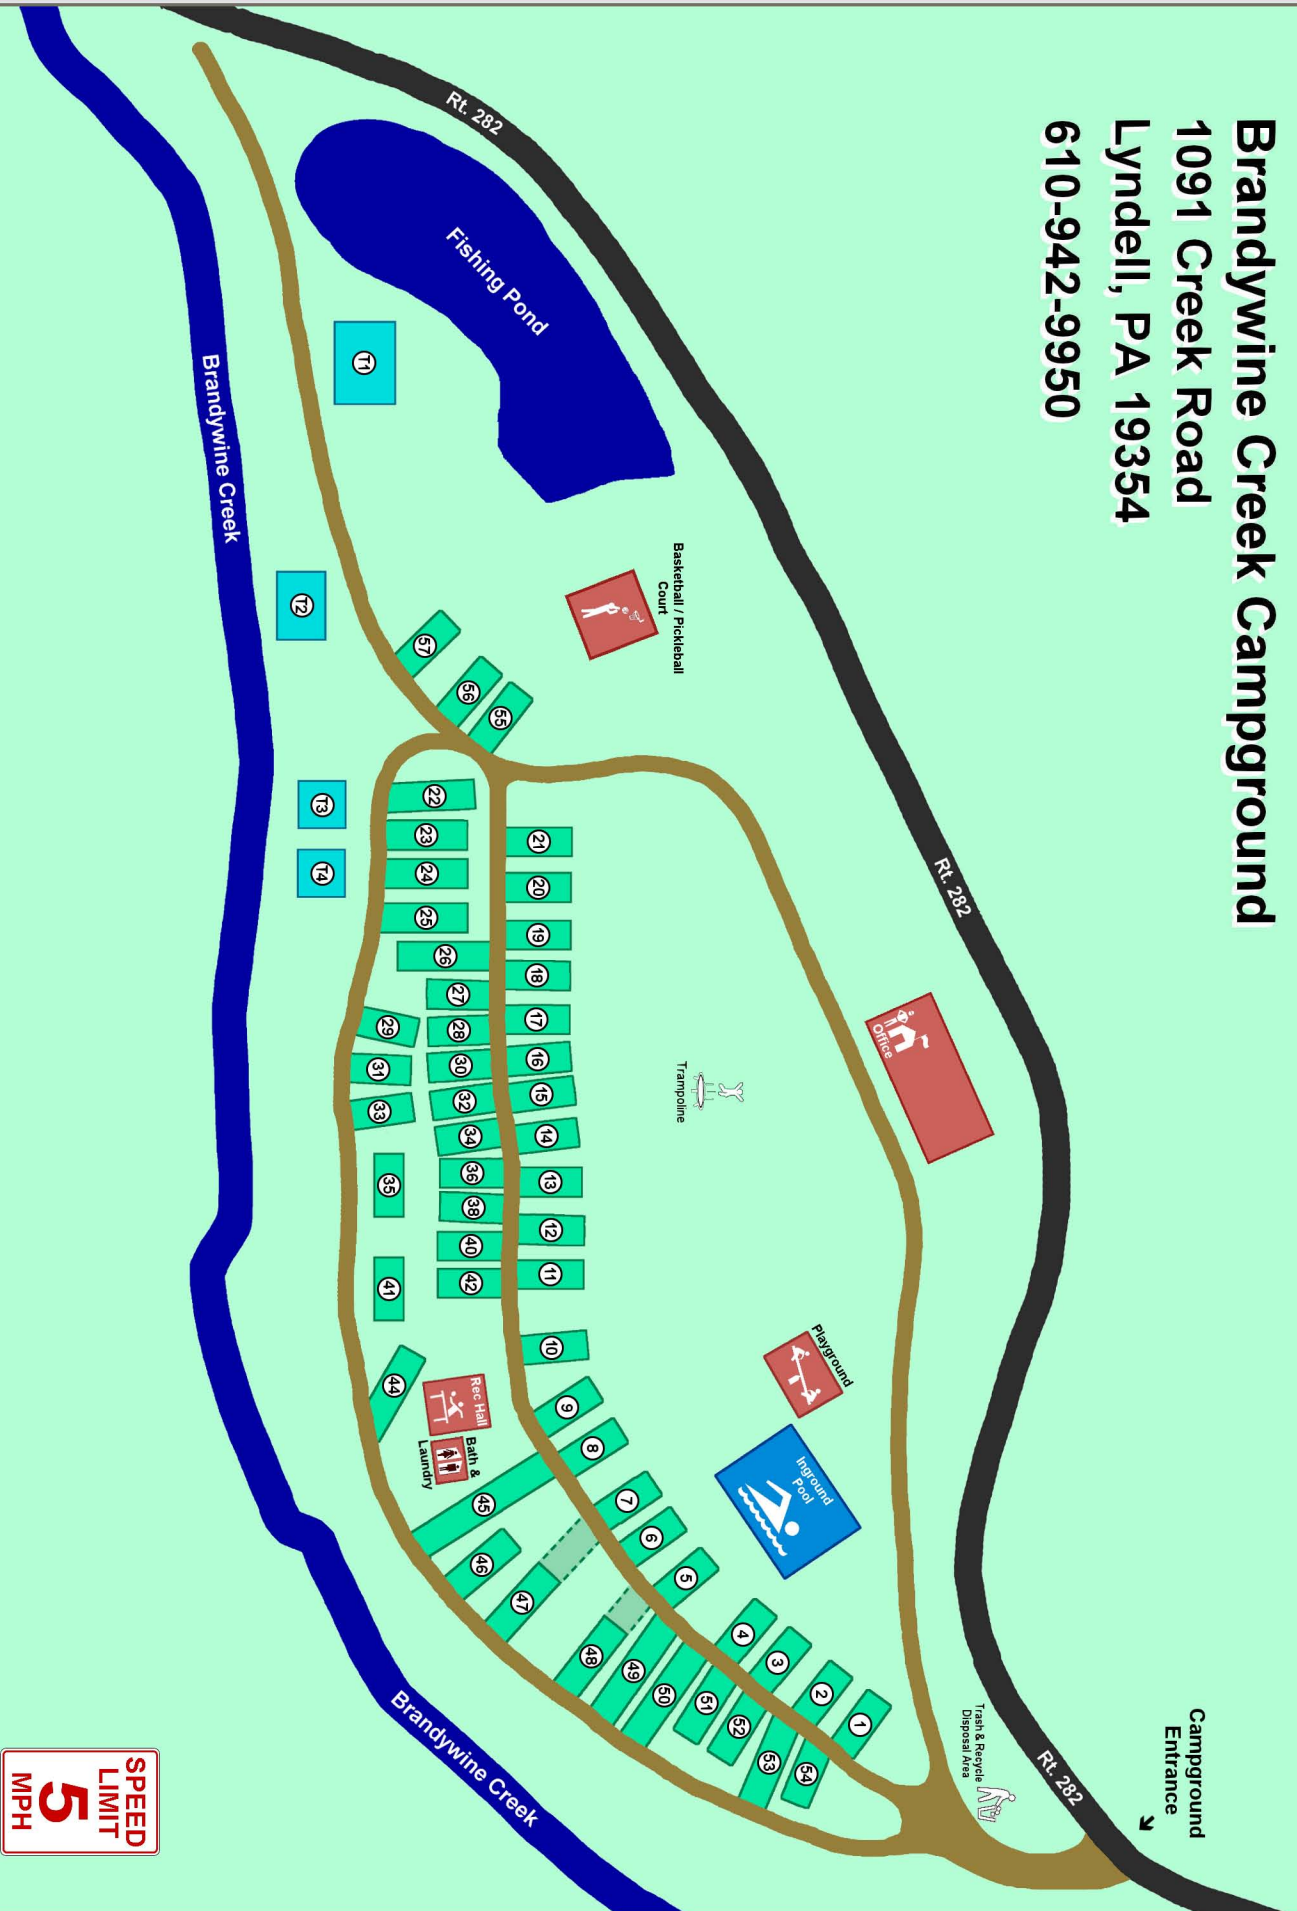 Brandywine Creek Campground
1091 Creek Road
Lyndell, PA 19354
610-942-9950
Campground
Entrance
Rt. 282
Rt. 282
Rt. 282
Trash & Recycle
Disposal Area
Office
Playground
Inground
Pool
Trampoline
Basketball / Pickleball
Court
Fishing Pond
Rec Hall
Bath &
Laundry
1
2
3
4
5
6
7
8
9
10
11
12
13
14
15
16
17
18
19
20
21
22
23
24
25
26
27
28
29
30
31
32
33
34
35
36
38
40
41
42
44
45
46
47
48
49
50
51
52
53
54
55
56
57
T1
T2
T3
T4
Brandywine Creek
Brandywine Creek
SPEED
LIMIT
5
MPH